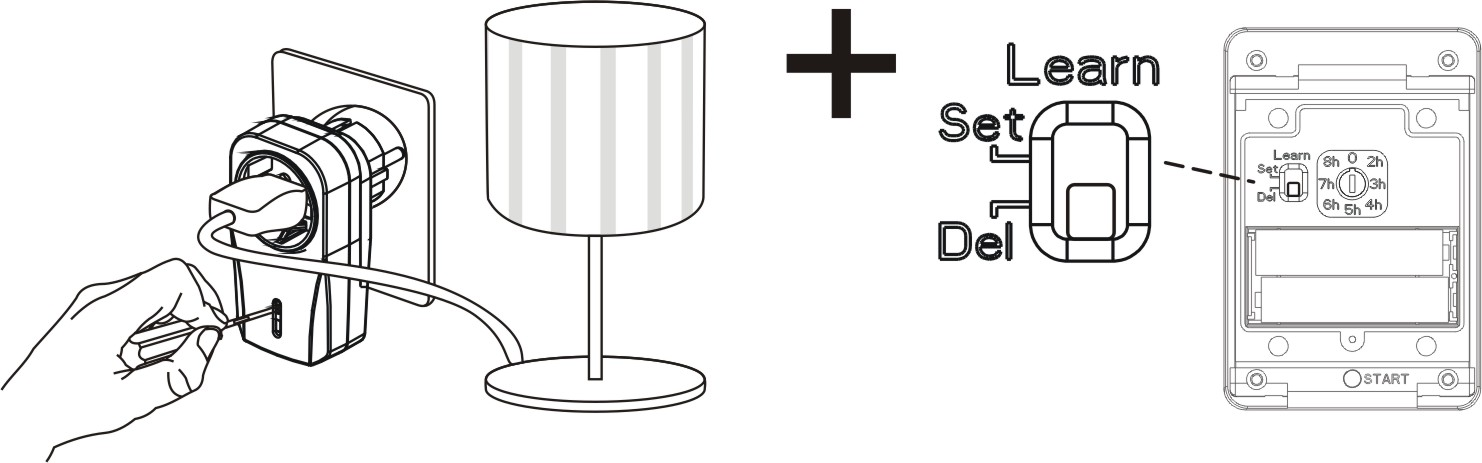 Learn
Set
Del
Learn
Set
Del
8h 0 2h
7h 3h
6h 5h 4h
START